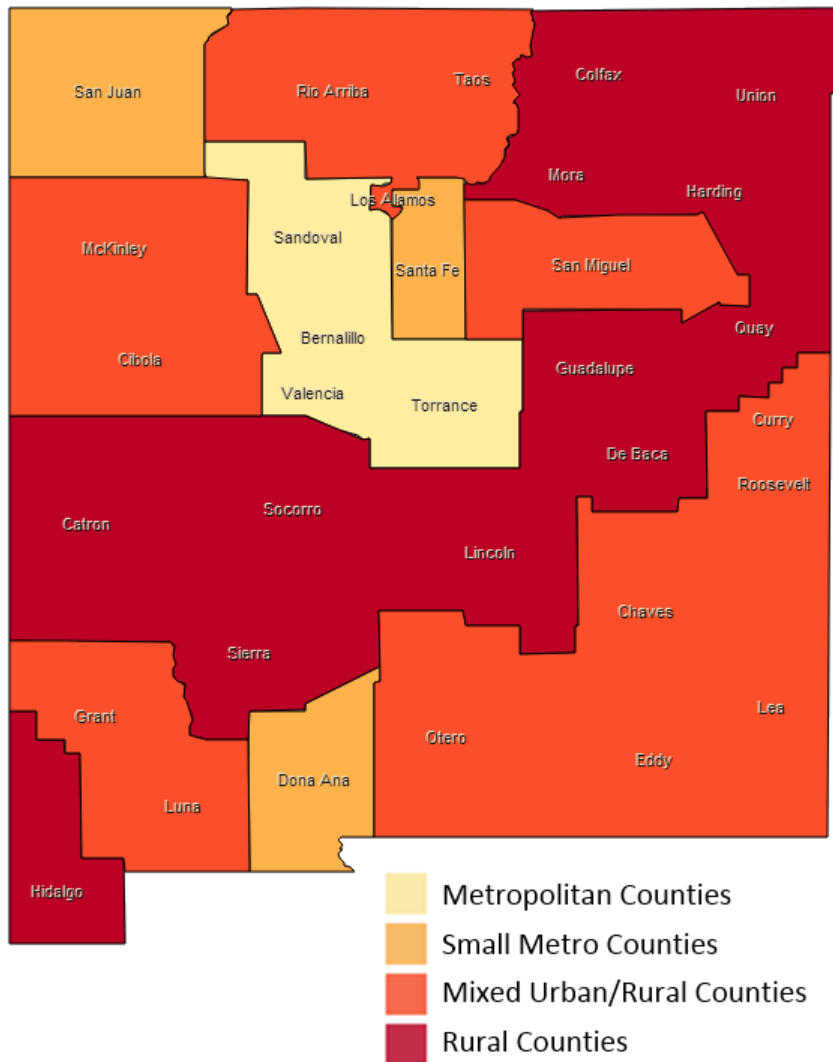 Taos
Colfax
San Juan
Rio Arriba
Union
Mora
Harding
Los Alamos
Sandoval
McKinley
Santa Fe
San Miguel
Quay
Bernalillo
Cibola
Guadalupe
Valencia
Torrance
Curry
De Baca
Roosevelt
Socorro
Catron
Lincoln
Chaves
Sierra
Lea
Grant
Otero
Eddy
Dona Ana
Luna
Hidalgo
Metropolitan Counties
Small Metro Counties
Mixed Urban/Rural Counties
Rural Counties